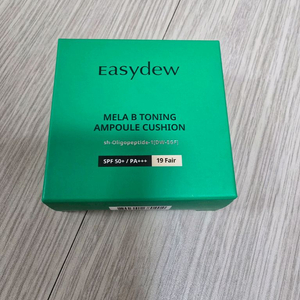 Easydew
MELA B TONING
AMPOULE CUSHION
sh-Oligopeptide-1(DW-EGF)
SPF 50+ / PA+++ 19 Fair